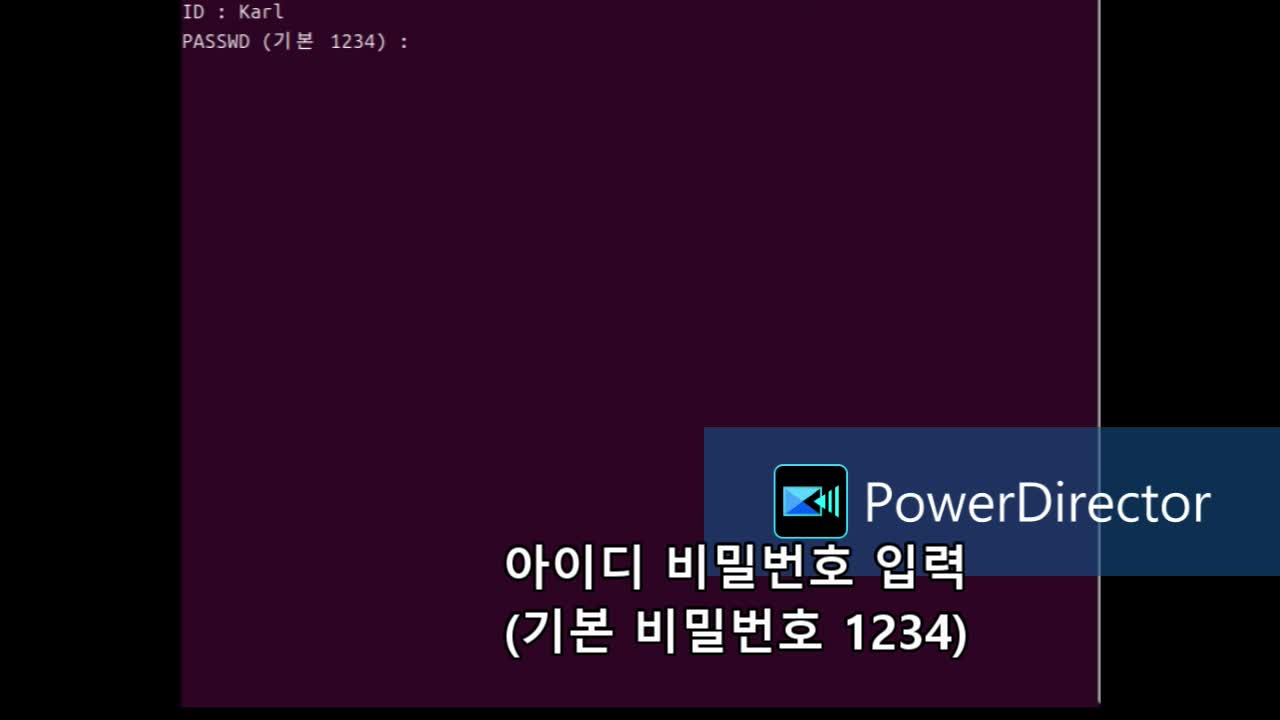 ID : Karl
PASSWD (기본 1234) :
PowerDirector
아이디 비밀번호 입력
(기본 비밀번호 1234)